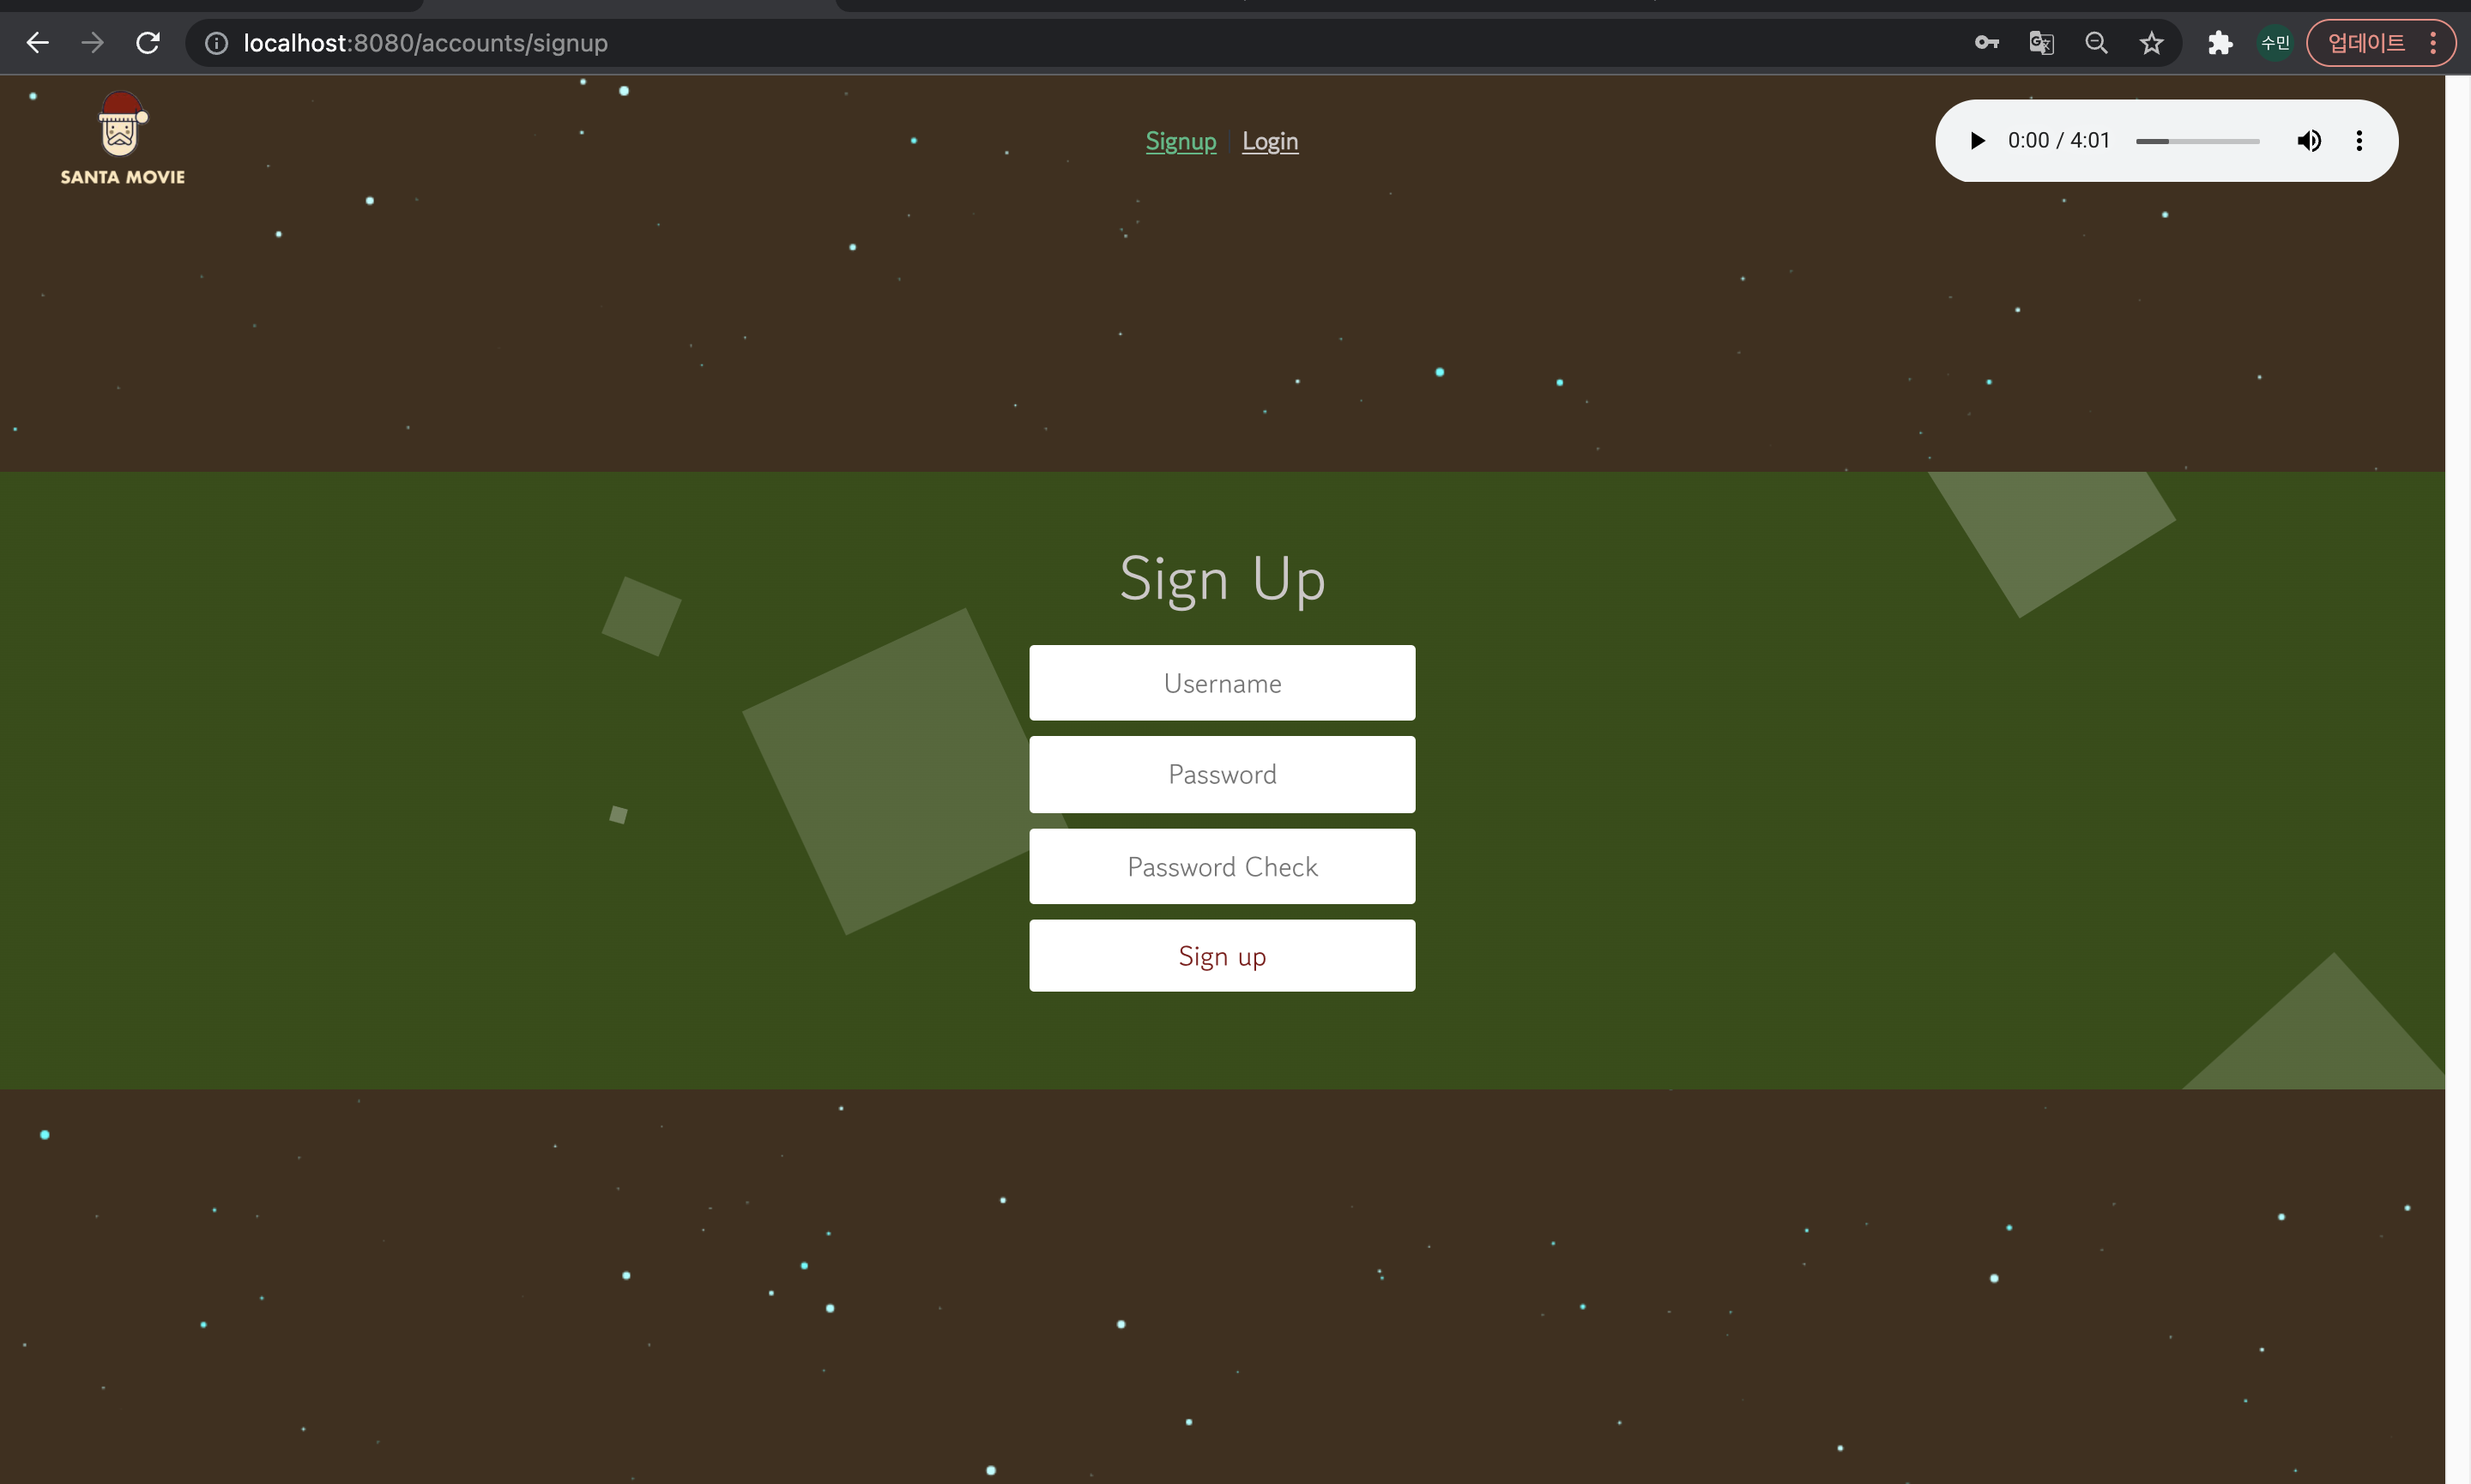 localhost:8080/accounts/signup
수민
업데이트
SANTA MOVIE
Signup | Login
0:00 / 4:01
Sign Up
Username
Password
Password Check
Sign up